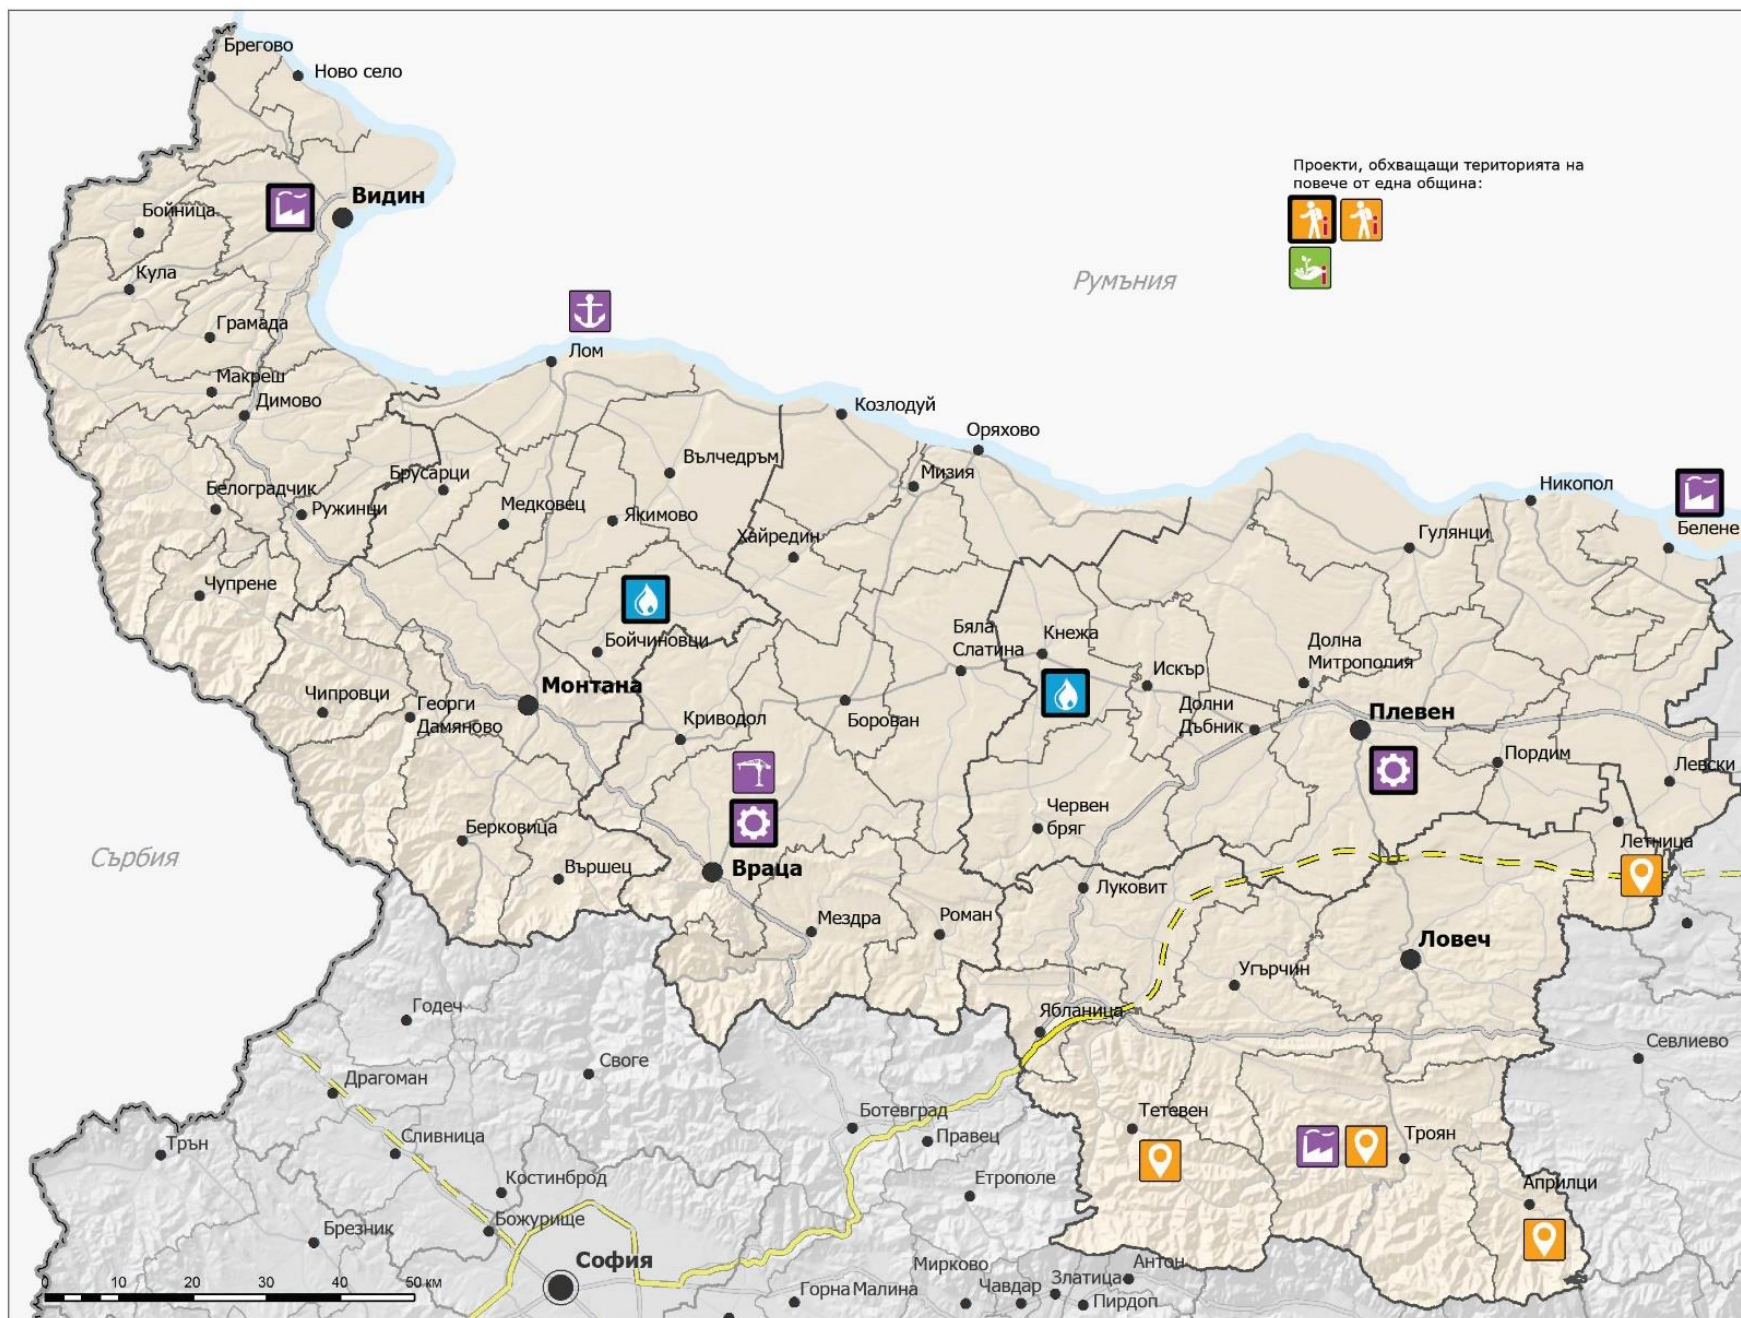 Брегово
Ново село
Проекти, обхващащи територията на
повече от една община:
Видин
Бойница
Кула
Румъния
Грамада
Лом
Макреш
Димово
Козлодуй
Оряхово
Вълчедръм
Брусарци
Мизия
Никопол
Белоградчик
Медковец
Ружинци
Якимово
Гулянци
Белене
Хайредин
Чупрене
Бяла
Слатина
Кнежа
Бойчиновци
Долна
Митрополия
Искър
Монтана
Чипровци
Георги
Дамяново
Криводол
Борован
Долни
Дъбник
Плевен
Пордим
Левски
Червен
бряг
Берковица
Летница
Сърбия
Вършец
Враца
Луковит
Мездра
Роман
Ловеч
Угърчин
Годеч
Ябланица
Севлиево
Своге
Драгоман
Ботевград
Тетевен
Троян
Сливница
Правец
Трън
Костинброд
Етрополе
Априлци
Брезник
Божурище
София
Мирково
Антон
Златица
0 10 20 30 40 50 км
Горна Малина
Чавдар
Пирдоп